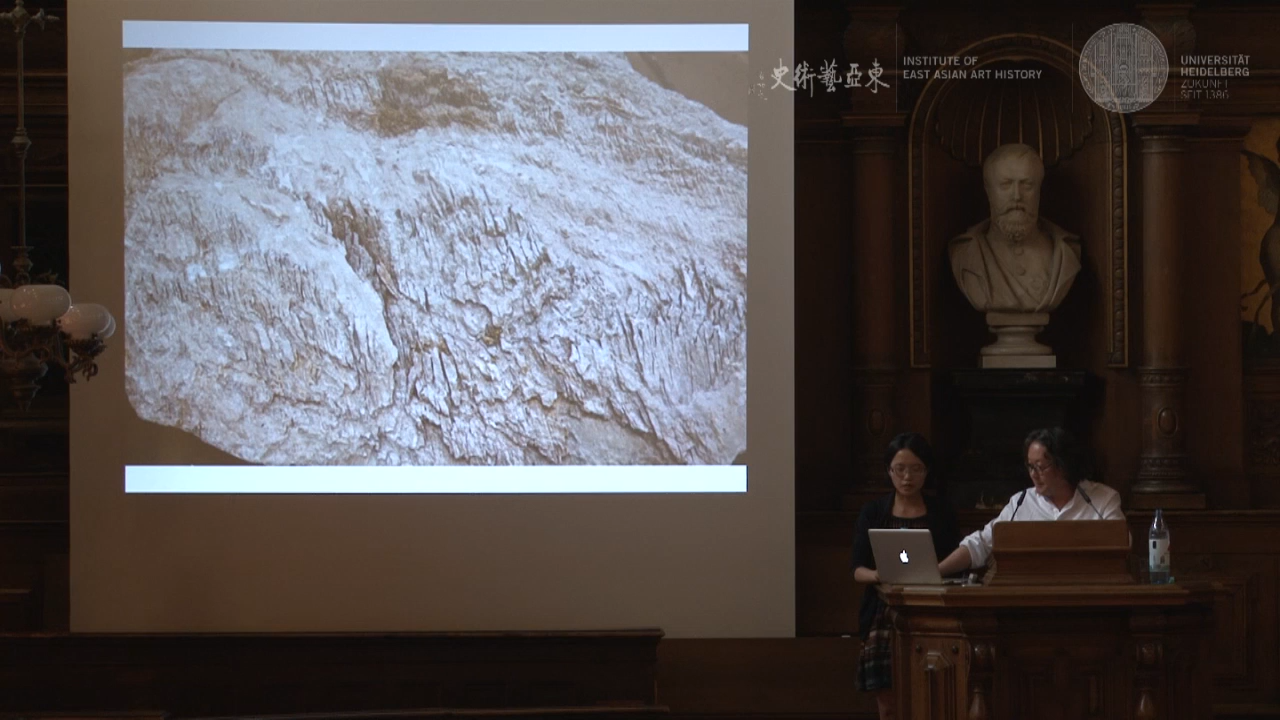 史術藝亞東
INSTITUTE OF
EAST ASIAN ART HISTORY
UNIVERSITÄT
HEIDELBERG
ZUKUNFT
SEIT 1386